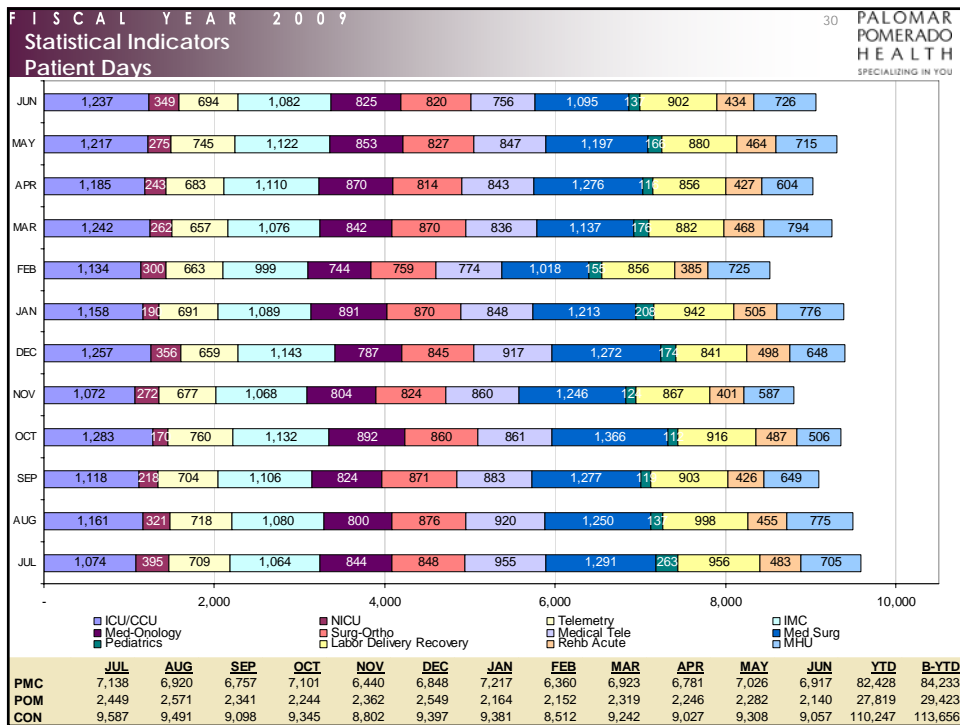 FISCAL YEAR 2009
30
PALOMAR
POMERADO
HEALTH
SPECIALIZING IN YOU
Statistical Indicators
Patient Days
JUN 1,237 349 694 1,082 825 820 756 1,095 137 902 434 726
MAY 1,217 275 745 1,122 853 827 847 1,197 166 880 464 715
APR 1,185 243 683 1,110 870 814 843 1,276 856 427 604
MAR 1,242 262 657 1,076 842 870 836 1,137 176 882 468 794
FEB 1,134 300 663 999 744 759 774 1,018 155 856 385 725
JAN 1,158 190 691 1,089 891 870 848 1,213 208 942 505 776
DEC 1,257 356 659 1,143 787 845 917 1,272 174 841 498 648
NOV 1,072 272 677 1,068 804 824 860 1,246 124 867 401 587
OCT 1,283 170 760 1,132 892 860 861 1,366 112 916 487 506
SEP 1,118 218 704 1,106 824 871 883 1,277 903 426 649
AUG 1,161 321 718 1,080 800 876 920 1,250 137 998 455 775
JUL 1,074 395 709 1,064 844 848 955 1,291 263 956 483 705
- 2,000 4,000 6,000 8,000 10,000
ICU/CCU NICU Telemetry IMC
Med-Onology Surg-Ortho Medical Tele Med Surg
Pediatrics Labor Delivery Recovery Rehb Acute MHU
JUL AUG SEP OCT NOV DEC JAN FEB MAR APR MAY JUN YTD B-YTD
PMC 7,138 6,920 6,757 7,101 6,440 6,848 7,217 6,360 6,923 6,781 7,026 6,917 82,428 84,233
POM 2,449 2,571 2,341 2,244 2,362 2,549 2,164 2,152 2,319 2,246 2,282 2,140 27,819 29,423
CON 9,587 9,491 9,098 9,345 8,802 9,397 9,381 8,512 9,242 9,027 9,308 9,057 110,247 113,656